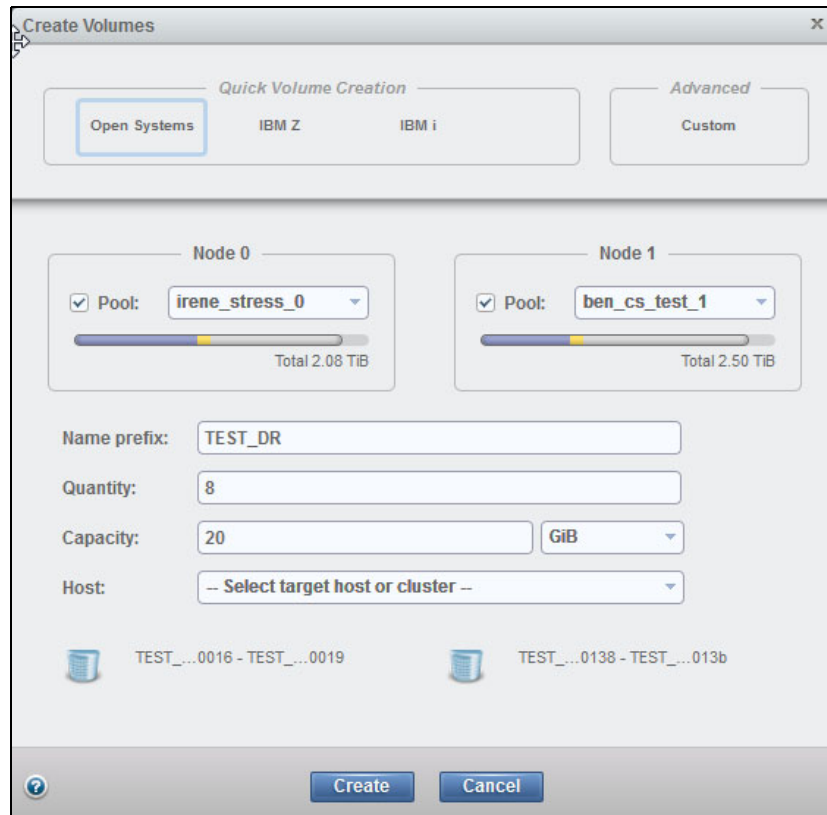 Create Volumes
x
Quick Volume Creation
Advanced
Open Systems
IBM Z
IBM i
Custom
Node 0
Node 1
Pool: irene_stress_0
Pool: ben_cs_test_1
Total 2.08 TiB
Total 2.50 TiB
Name prefix: TEST_DR
Quantity: 8
Capacity: 20 GiB
Host: -- Select target host or cluster --
TEST_...0016 - TEST_...0019
TEST_...0138 - TEST_...013b
?
Create
Cancel